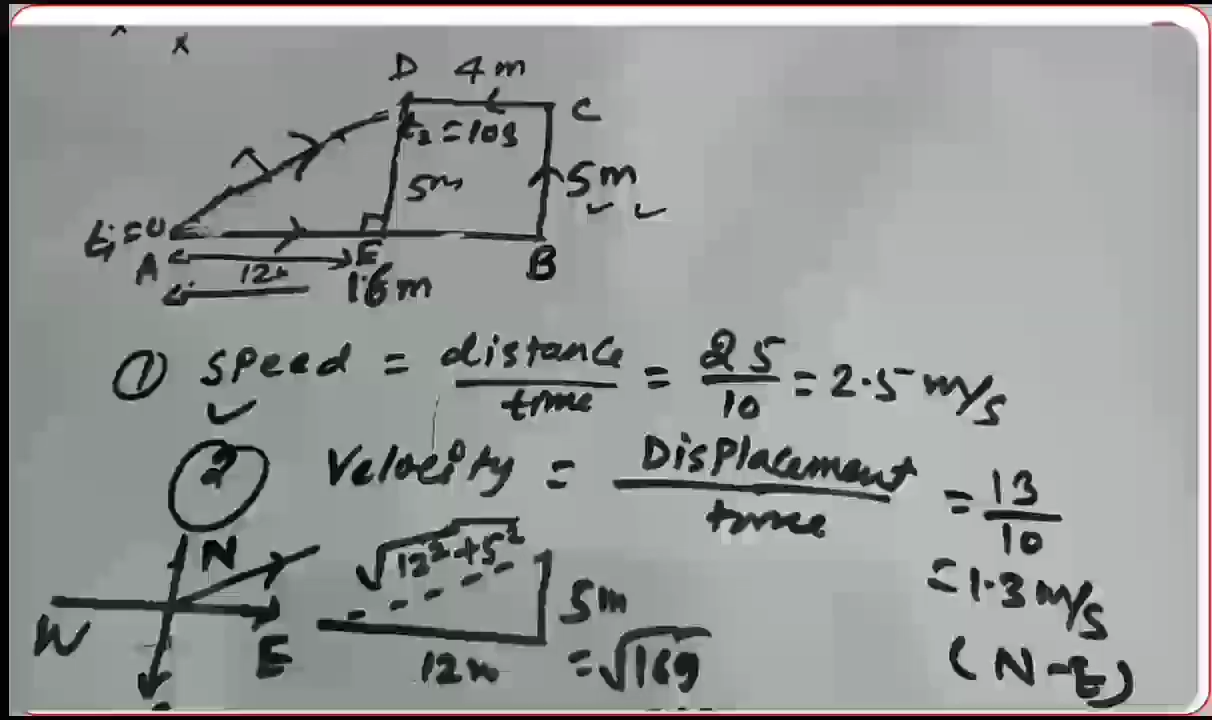 x
D 4m
C
t₂ = 10s
5m
5m
t₁ = 0
A
E
B
12
16m
① Speed = distance/time = 25/10 = 2.5 m/s
② Velocity = Displacement/time = 13/10
= 1.3 m/s
(N-E)
N
W
E
√12²+5²
5m
12m
= √169